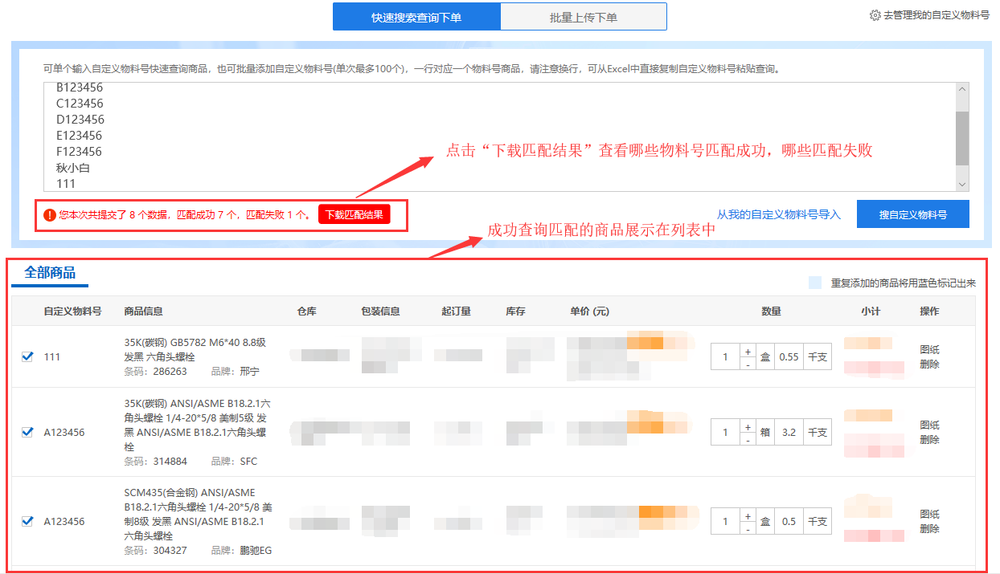 快速搜索查询下单
批量上传下单
去管理我的自定义物料号
可单个输入自定义物料号快速查询商品，也可批量添加自定义物料号(单次最多100个)，一行对应一个物料号商品，请注意换行，可从Excel中直接复制自定义物料号粘贴查询。
B123456
C123456
D123456
E123456
F123456
秋小白
111
点击“下载匹配结果”查看哪些物料号匹配成功，哪些匹配失败
您本次共提交了 8 个数据，匹配成功 7 个，匹配失败 1 个。 下载匹配结果
从我的自定义物料号导入
搜自定义物料号
成功查询匹配的商品展示在列表中
全部商品
重复添加的商品将用蓝色标记出来
自定义物料号 商品信息 仓库 包装信息 起订量 库存 单价 (元) 数量 小计 操作
35K(碳钢) GB5782 M6*40 8.8级
发黑 六角头螺栓
条码：286263 品牌：邢宁
111
1 + - 盒 0.55 千支
图纸
删除
35K(碳钢) ANSI/ASME B18.2.1六
角头螺栓 1/4-20*5/8 美制5级 发
黑 ANSI/ASME B18.2.1六角头螺
栓
条码：314884 品牌：SFC
A123456
1 + - 箱 3.2 千支
图纸
删除
SCM435(合金钢) ANSI/ASME
B18.2.1六角头螺栓 1/4-20*5/8 美
制8级 发黑 ANSI/ASME B18.2.1
六角头螺栓
条码：304327 品牌：鹏驰EG
A123456
1 + - 盒 0.5 千支
图纸
删除